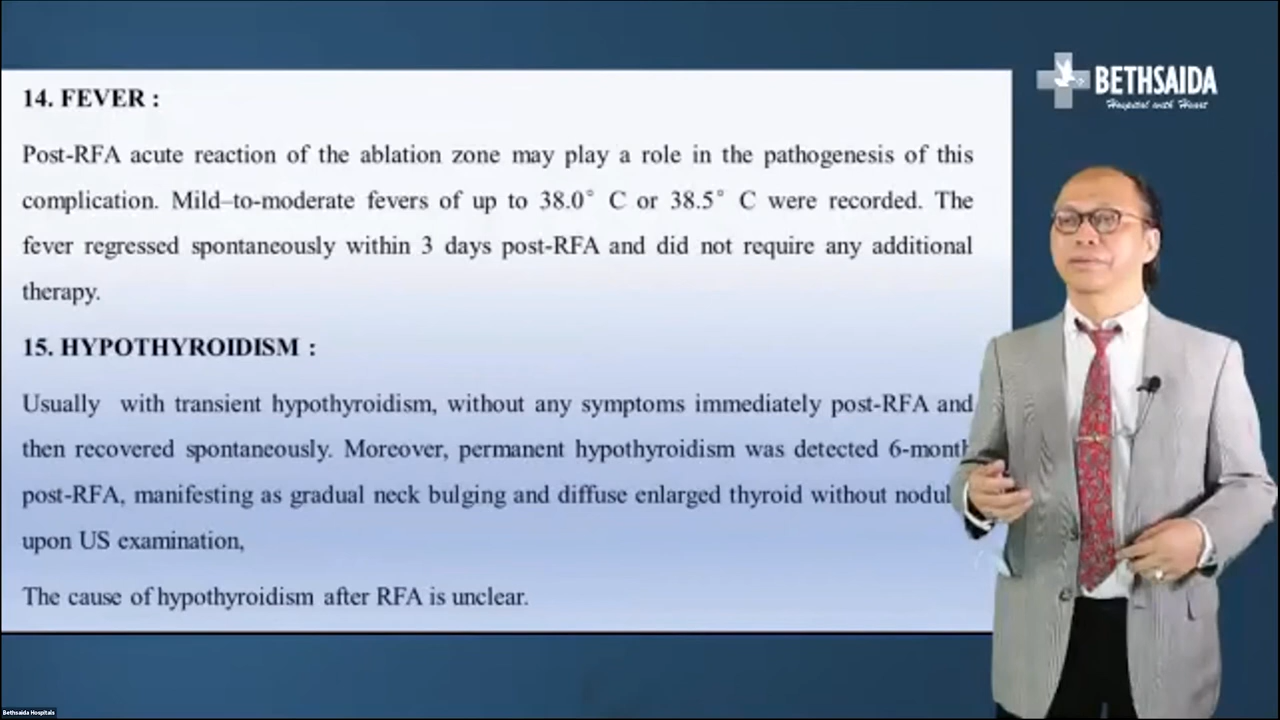 14. FEVER :
Post-RFA acute reaction of the ablation zone may play a role in the pathogenesis of this
complication. Mild–to-moderate fevers of up to 38.0° C or 38.5° C were recorded. The
fever regressed spontaneously within 3 days post-RFA and did not require any additional
therapy.
15. HYPOTHYROIDISM :
Usually with transient hypothyroidism, without any symptoms immediately post-RFA and
then recovered spontaneously. Moreover, permanent hypothyroidism was detected 6-month
post-RFA, manifesting as gradual neck bulging and diffuse enlarged thyroid without nodul
upon US examination,
The cause of hypothyroidism after RFA is unclear.
BETHSAIDA
Hospital with Heart
Bethsaida Hospitals